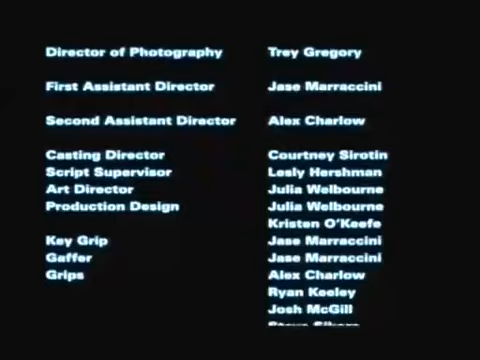 Director of Photography Trey Gregory
First Assistant Director Jase Marraccini
Second Assistant Director Alex Charlow
Casting Director Courtney Sirotin
Script Supervisor Lesly Hershman
Art Director Julia Welbourne
Production Design Julia Welbourne
Kristen O'Keefe
Key Grip Jase Marraccini
Gaffer Jase Marraccini
Grips Alex Charlow
Ryan Keeley
Josh McGill